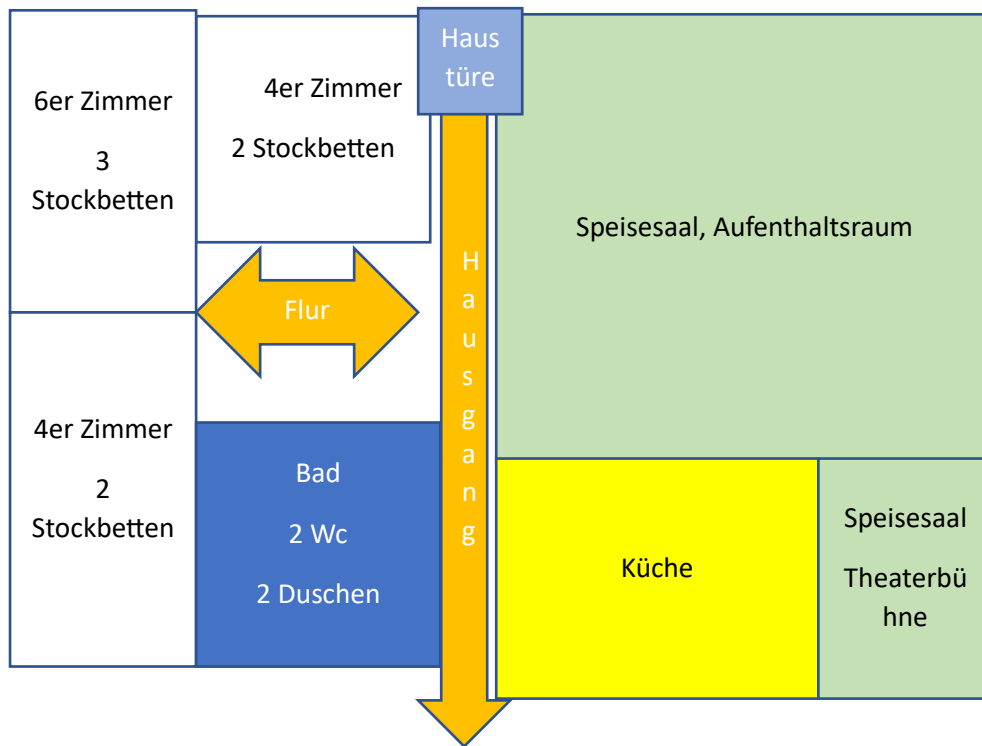 6er Zimmer
3
Stockbetten
4er Zimmer
2 Stockbetten
Haus
türe
Speisesaal, Aufenthaltsraum
Flur
H
a
u
s
g
a
n
g
4er Zimmer
2
Stockbetten
Bad
2 Wc
2 Duschen
Küche
Speisesaal
Theaterbü
hne